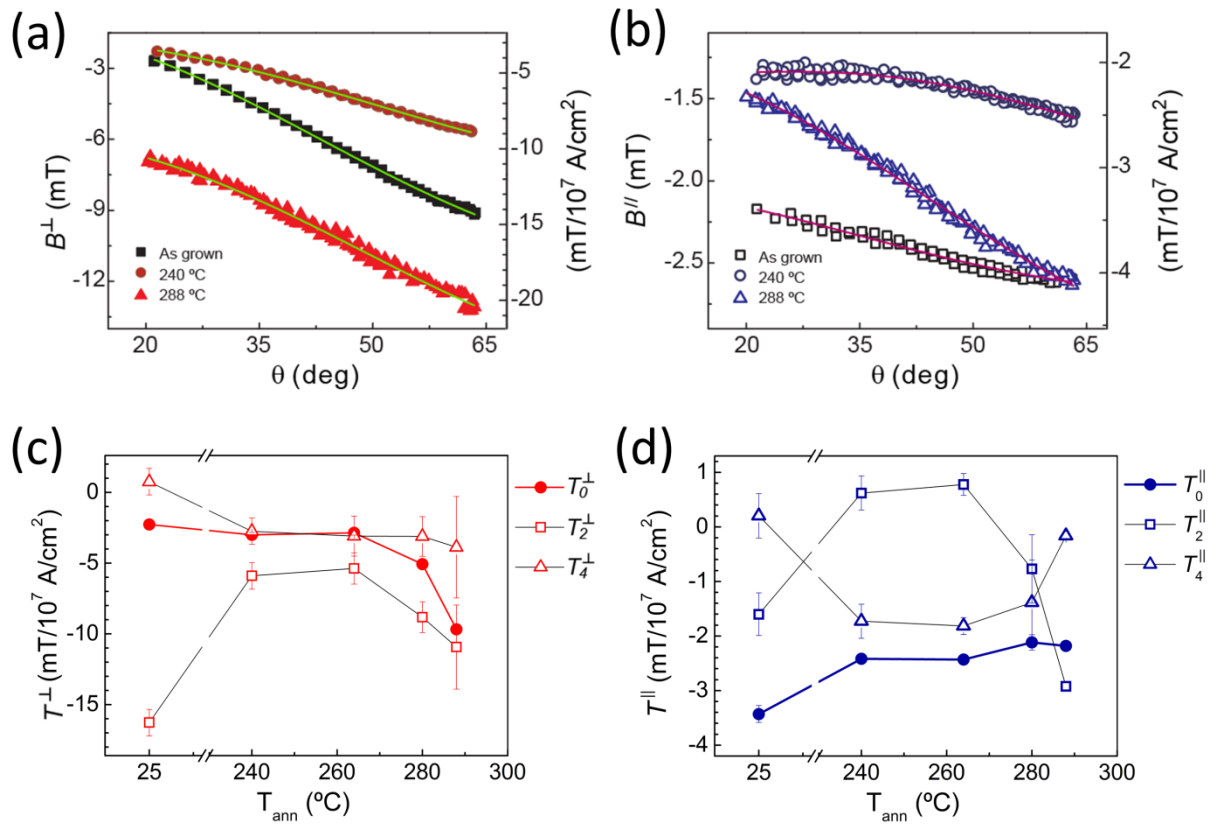 (a)
-3
-6
-9
-12
B⊥ (mT)
As grown
240 ºC
288 ºC
20
35
50
65
θ (deg)
-5
-10
-15
-20
(mT/10⁷ A/cm²)
(b)
-1.5
-2.0
-2.5
B// (mT)
As grown
240 ºC
288 ºC
20
35
50
65
θ (deg)
-2
-3
-4
(mT/10⁷ A/cm²)
(c)
0
-5
-10
-15
T⊥ (mT/10⁷ A/cm²)
25
240
260
280
300
T_ann (ºC)
T₀⊥
T₂⊥
T₄⊥
(d)
1
0
-1
-2
-3
-4
T|| (mT/10⁷ A/cm²)
25
240
260
280
300
T_ann (ºC)
T₀||
T₂||
T₄||